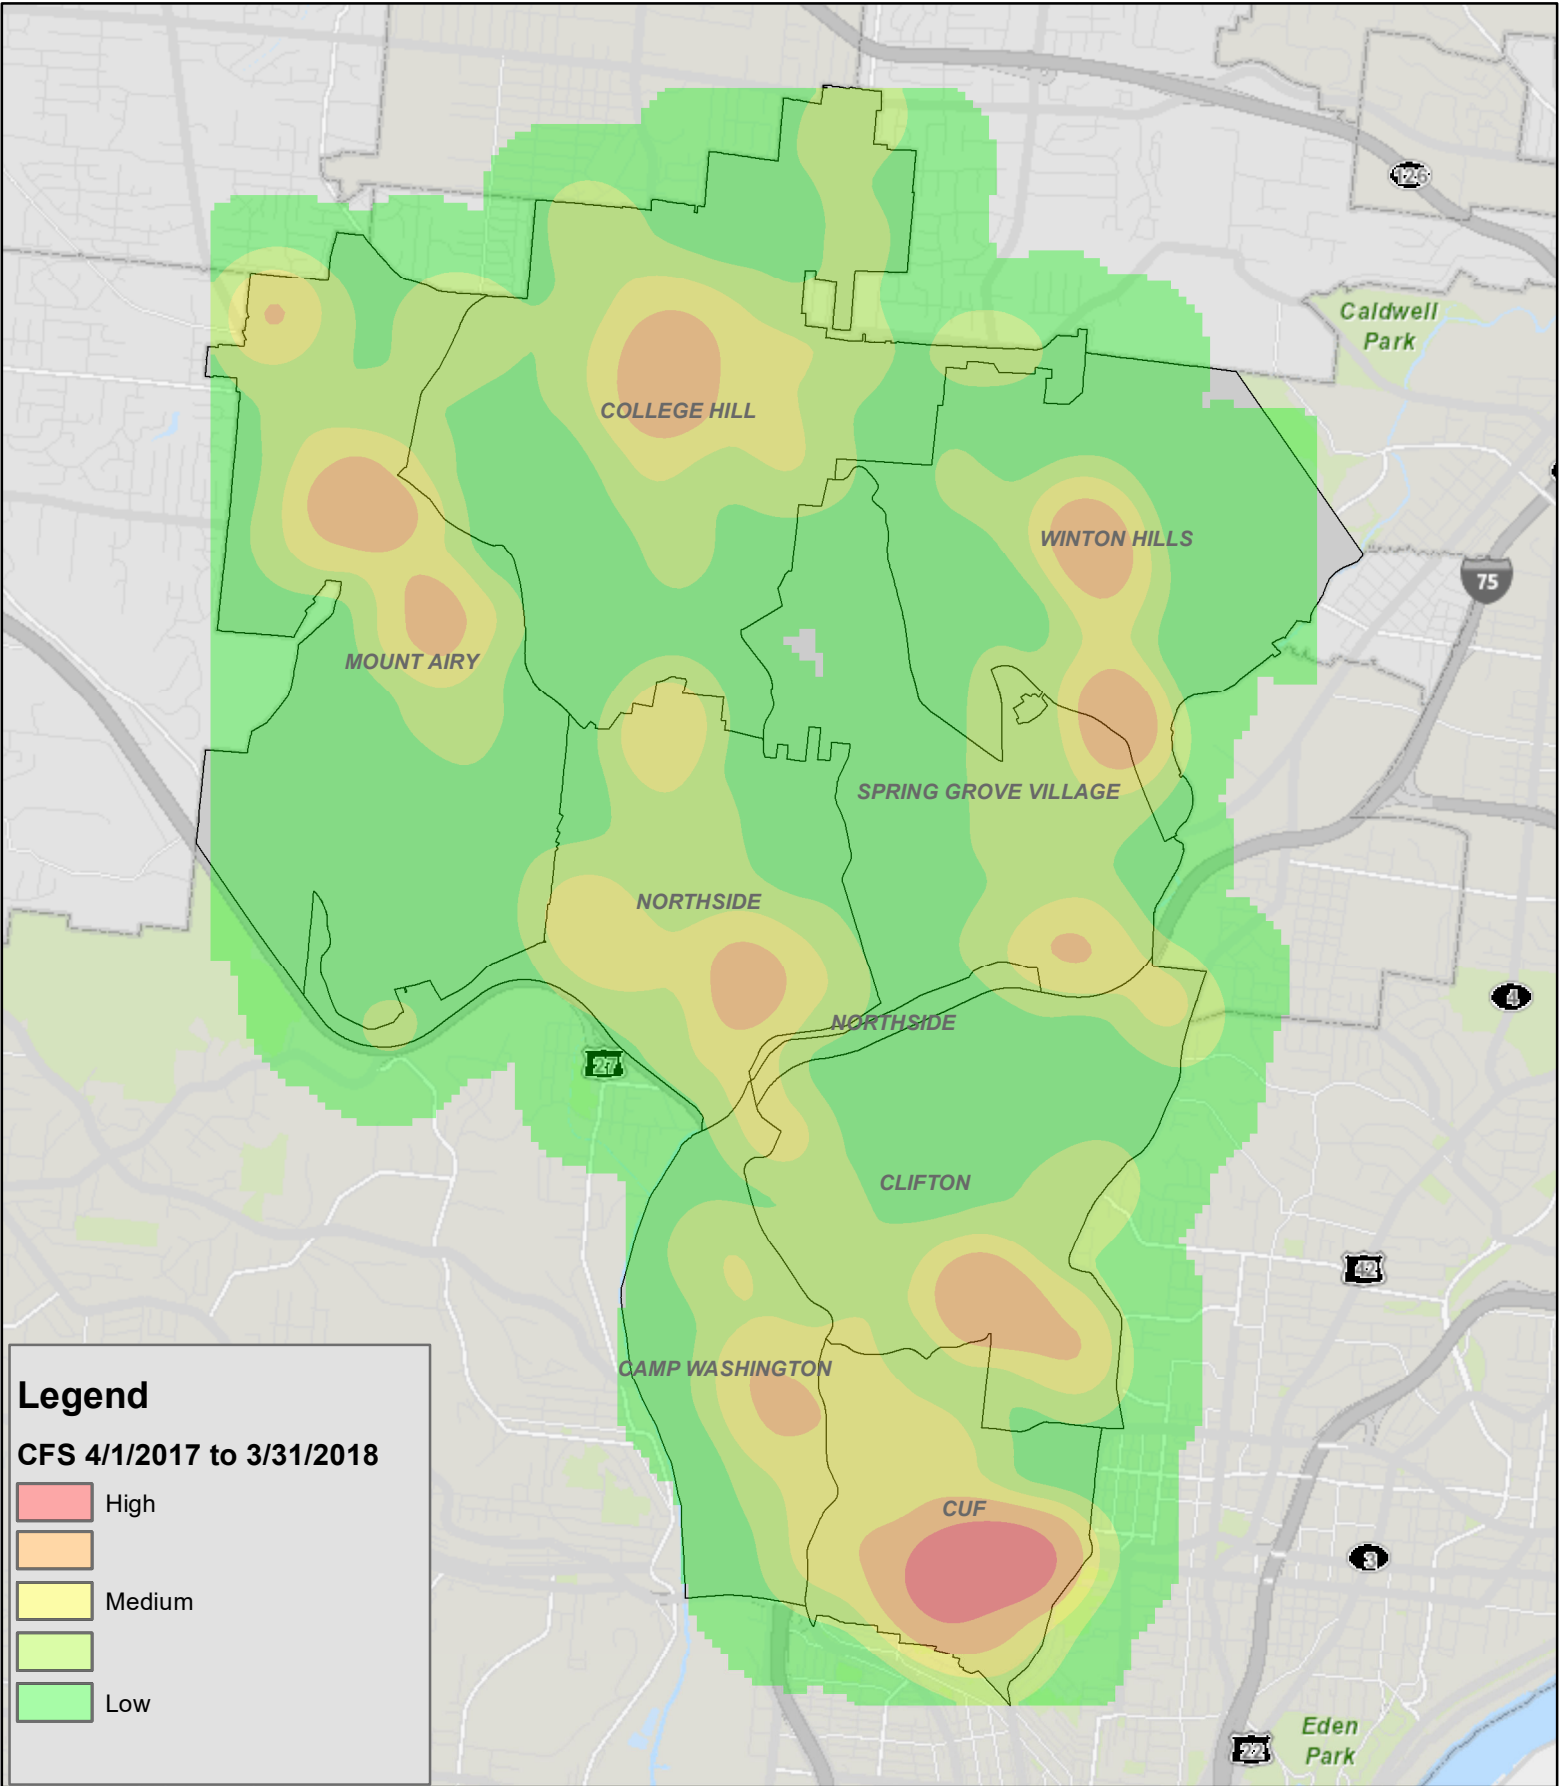 126
Caldwell
Park
COLLEGE HILL
WINTON HILLS
75
MOUNT AIRY
SPRING GROVE VILLAGE
NORTHSIDE
4
NORTHSIDE
27
CLIFTON
42
CAMP WASHINGTON
Legend
CFS 4/1/2017 to 3/31/2018
High
CUF
3
Medium
Low
Eden
Park
22